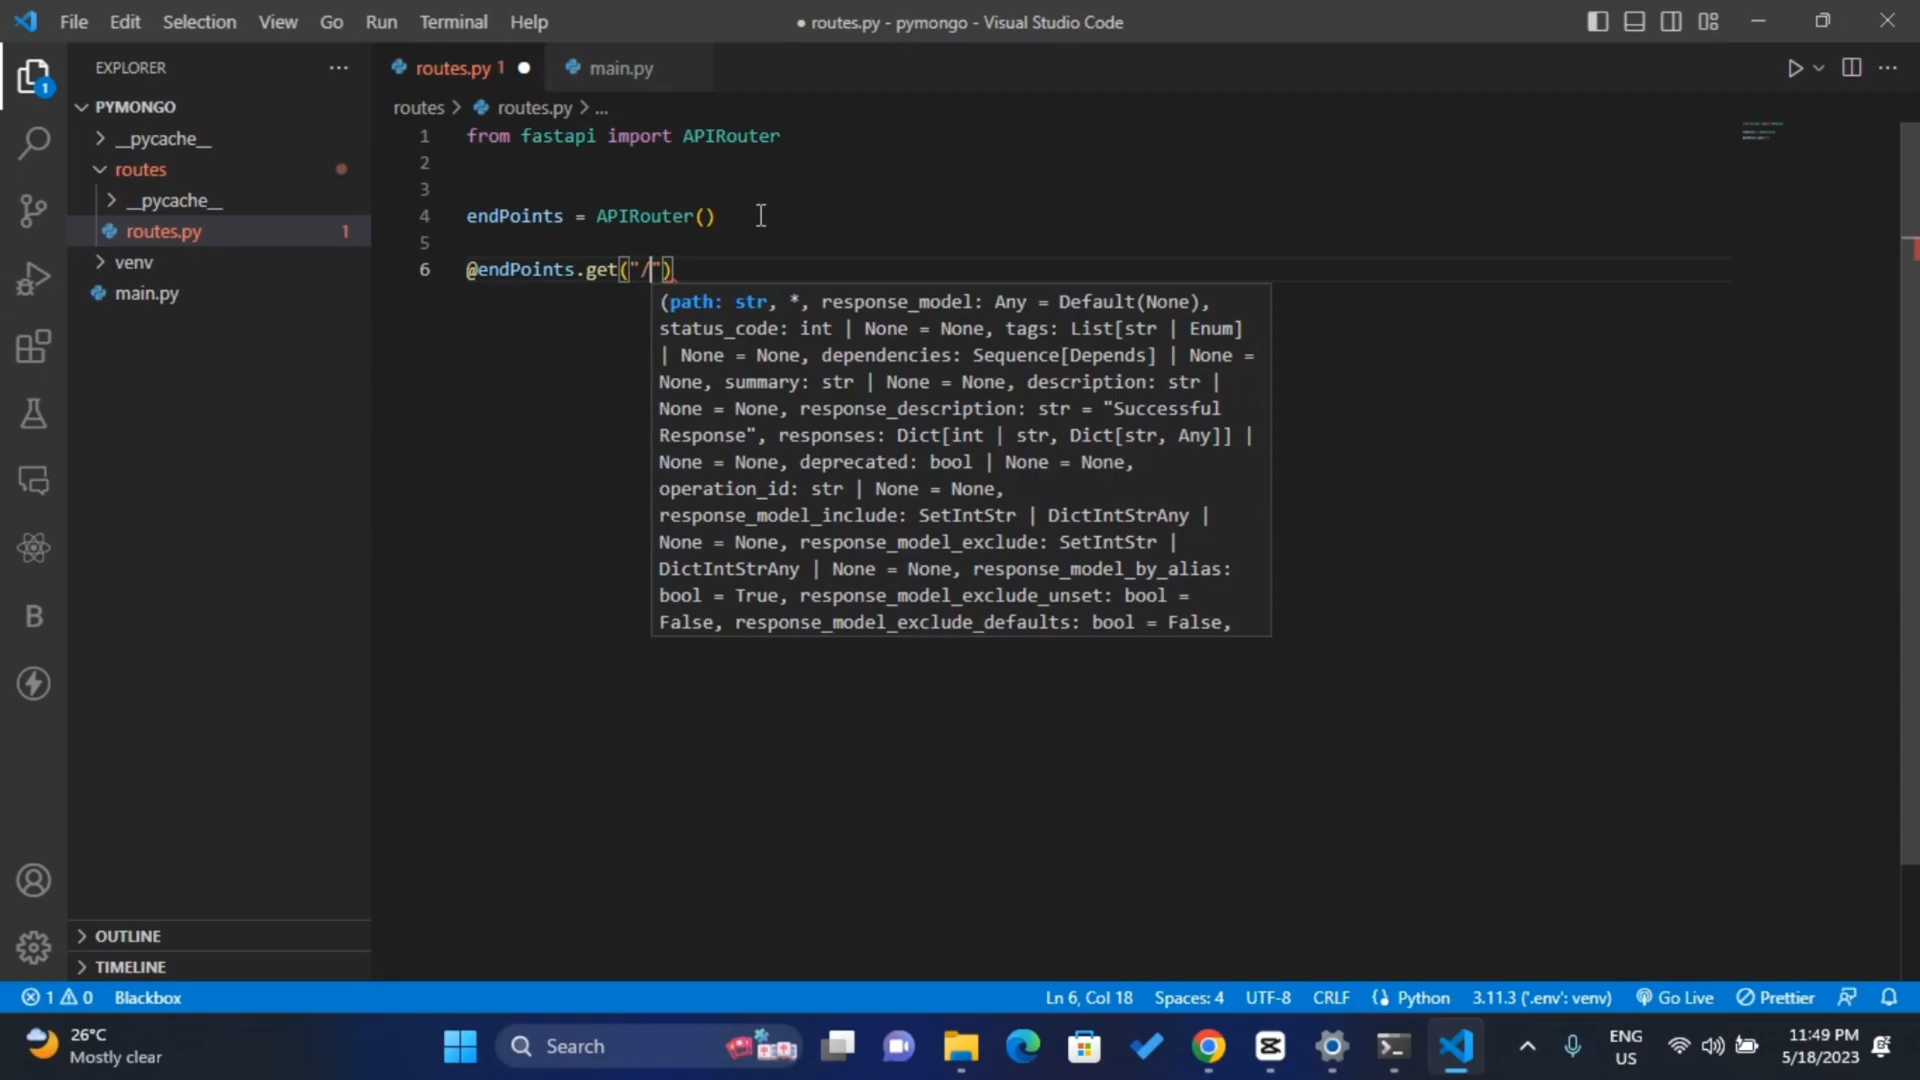 File Edit Selection View Go Run Terminal Help
● routes.py - pymongo - Visual Studio Code
EXPLORER
PYMONGO
__pycache__
routes
__pycache__
routes.py 1
venv
main.py
OUTLINE
TIMELINE
1
B
routes.py 1
main.py
routes > routes.py > ...
1 from fastapi import APIRouter
2
3
4 endPoints = APIRouter()
5
6 @endPoints.get("/")
(path: str, *, response_model: Any = Default(None),
status_code: int | None = None, tags: List[str | Enum]
| None = None, dependencies: Sequence[Depends] | None =
None, summary: str | None = None, description: str |
None = None, response_description: str = "Successful
Response", responses: Dict[int | str, Dict[str, Any]] |
None = None, deprecated: bool | None = None,
operation_id: str | None = None,
response_model_include: SetIntStr | DictIntStrAny |
None = None, response_model_exclude: SetIntStr |
DictIntStrAny | None = None, response_model_by_alias:
bool = True, response_model_exclude_unset: bool =
False, response_model_exclude_defaults: bool = False,
1 0 Blackbox Ln 6, Col 18 Spaces: 4 UTF-8 CRLF Python 3.11.3 ('.env': venv) Go Live Prettier
26°C
Mostly clear
Search
ENG
US
11:49 PM
5/18/2023